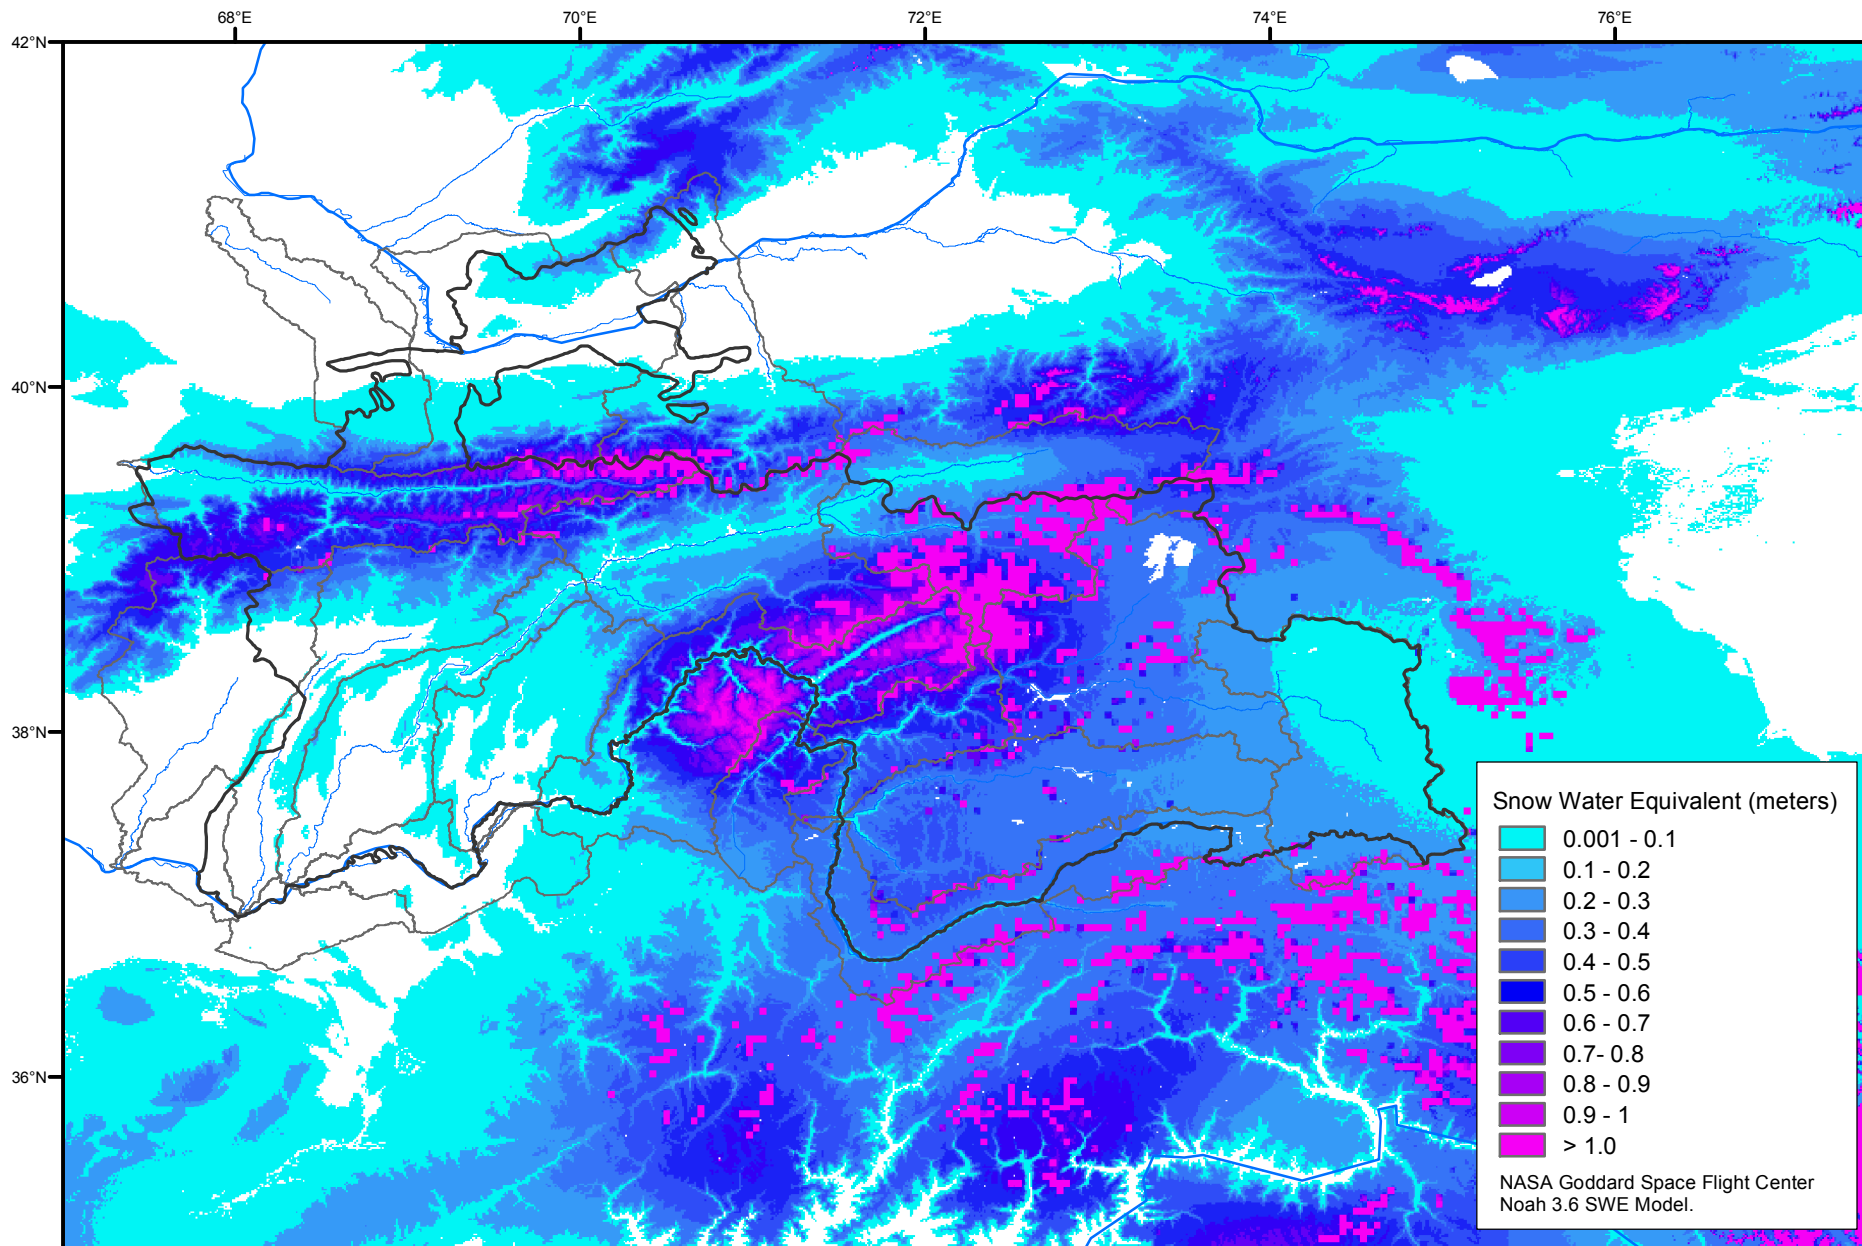 68°E 70°E 72°E 74°E 76°E
42°N
40°N
38°N
36°N
Snow Water Equivalent (meters)
0.001 - 0.1
0.1 - 0.2
0.2 - 0.3
0.3 - 0.4
0.4 - 0.5
0.5 - 0.6
0.6 - 0.7
0.7- 0.8
0.8 - 0.9
0.9 - 1
> 1.0
NASA Goddard Space Flight Center
Noah 3.6 SWE Model.